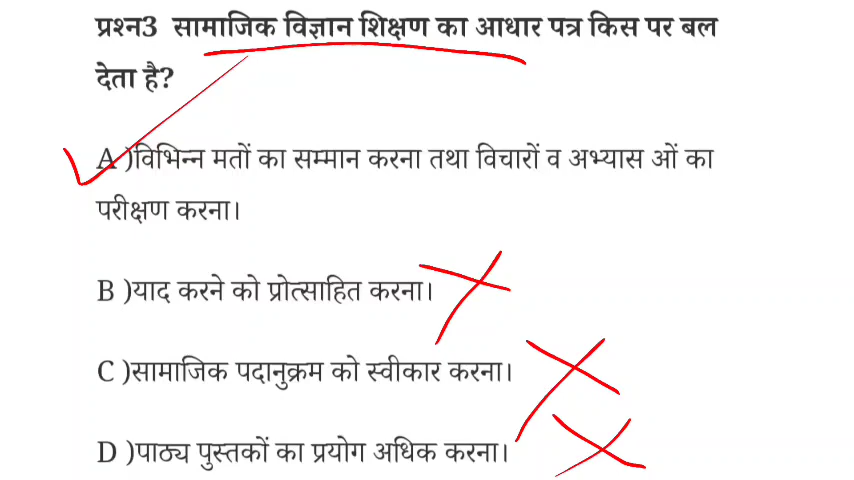 प्रश्न3 सामाजिक विज्ञान शिक्षण का आधार पत्र किस पर बल
देता है?
A )विभिन्न मतों का सम्मान करना तथा विचारों व अभ्यास ओं का
परीक्षण करना।
B )याद करने को प्रोत्साहित करना।
C )सामाजिक पदानुक्रम को स्वीकार करना।
D )पाठ्य पुस्तकों का प्रयोग अधिक करना।